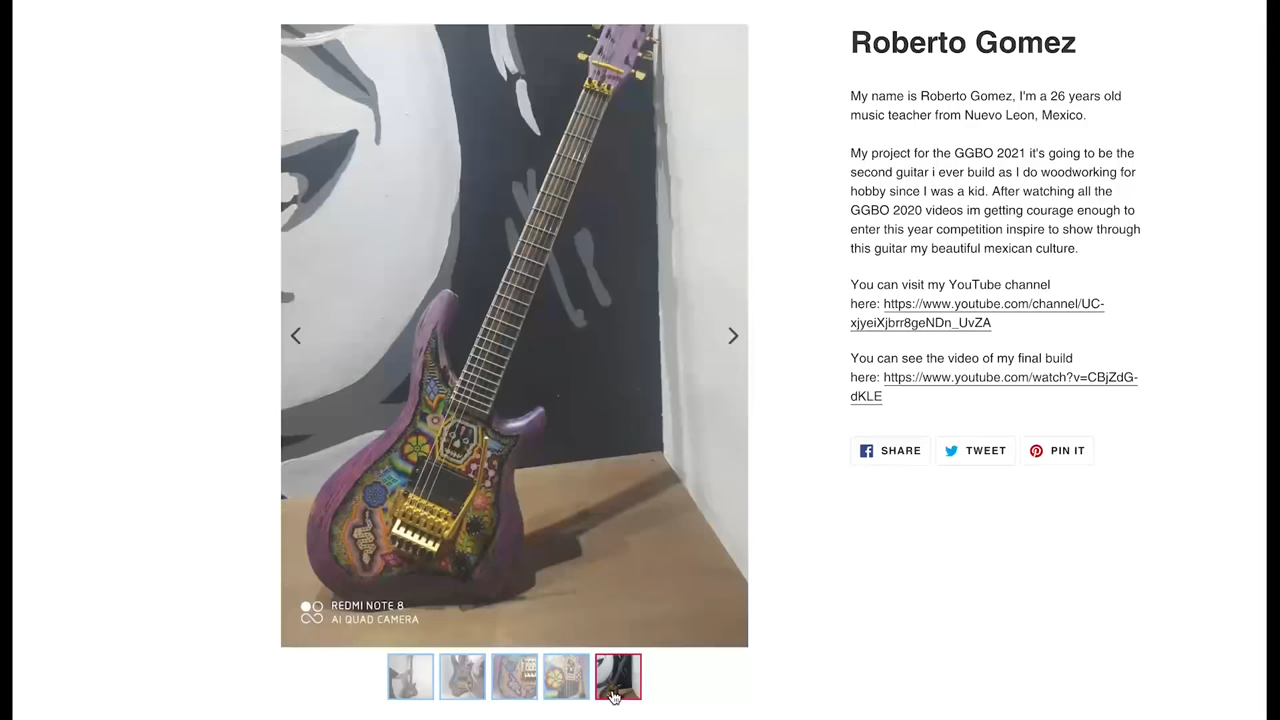 Roberto Gomez
My name is Roberto Gomez, I'm a 26 years old
music teacher from Nuevo Leon, Mexico.
My project for the GGBO 2021 it's going to be the
second guitar i ever build as I do woodworking for
hobby since I was a kid. After watching all the
GGBO 2020 videos im getting courage enough to
enter this year competition inspire to show through
this guitar my beautiful mexican culture.
You can visit my YouTube channel
here: https://www.youtube.com/channel/UC-
xjyeiXjbrr8geNDn_UvZA
You can see the video of my final build
here: https://www.youtube.com/watch?v=CBjZdG-
dKLE
SHARE TWEET PIN IT
REDMI NOTE 8
AI QUAD CAMERA